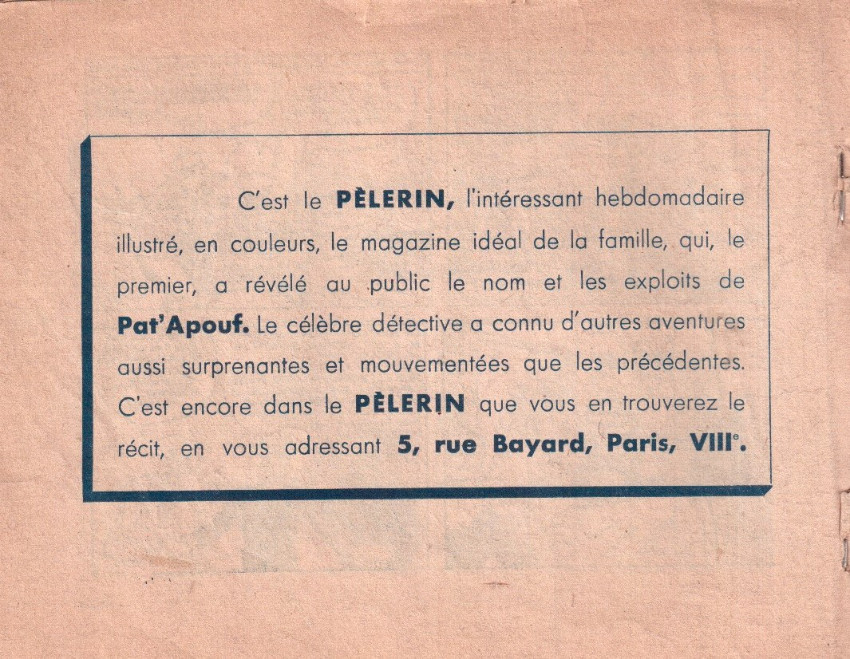 C'est le PÈLERIN, l'intéressant hebdomadaire
illustré, en couleurs, le magazine idéal de la famille, qui, le
premier, a révélé au public le nom et les exploits de
Pat'Apouf. Le célèbre détective a connu d'autres aventures
aussi surprenantes et mouvementées que les précédentes.
C'est encore dans le PÈLERIN que vous en trouverez le
récit, en vous adressant 5, rue Bayard, Paris, VIIIe.